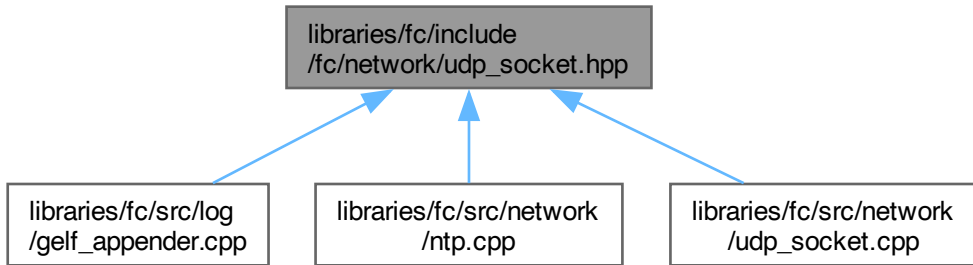 libraries/fc/include
/fc/network/udp_socket.hpp
libraries/fc/src/log
/gelf_appender.cpp
libraries/fc/src/network
/ntp.cpp
libraries/fc/src/network
/udp_socket.cpp